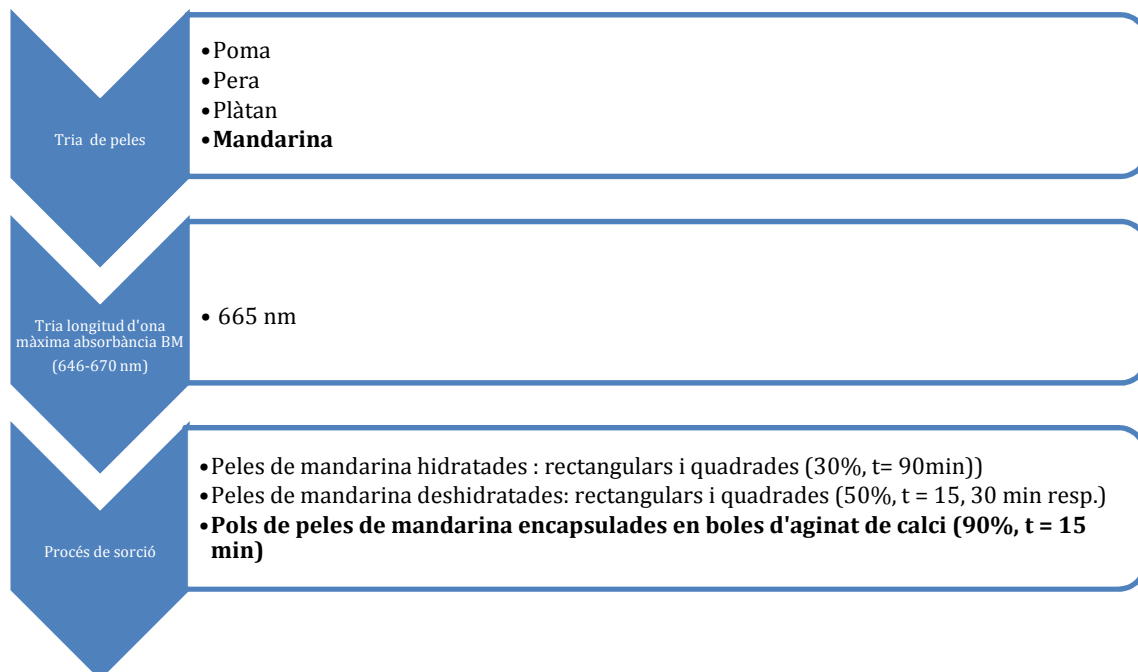 Tria de peles
•Poma
•Pera
•Plàtan
•Mandarina
Tria longitud d'ona
màxima absorbància BM
(646-670 nm)
• 665 nm
Procés de sorció
•Peles de mandarina hidratades : rectangulars i quadrades (30%, t= 90min))
•Peles de mandarina deshidratades: rectangulars i quadrades (50%, t = 15, 30 min resp.)
•Pols de peles de mandarina encapsulades en boles d'aginat de calci (90%, t = 15
min)